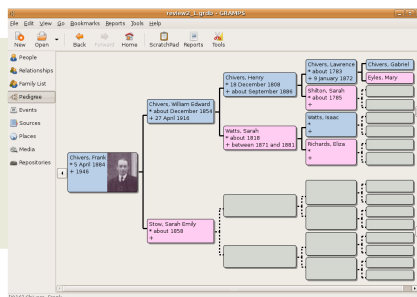 review2_L.grdb - GRAMPS
File Edit View Go Bookmarks Reports Tools Help
New Open Back Forward Home ScratchPad Reports Tools
People
Relationships
Family List
Pedigree
Events
Sources
Places
Media
Repositories
Chivers, Frank
* 5 April 1884
+ 1946
Chivers, William Edward
* about December 1854
+ 27 April 1916
Stow, Sarah Emily
* about 1858
+
Chivers, Henry
* 18 December 1808
+ about September 1886
Watts, Sarah
* about 1818
+ between 1871 and 1881
Chivers, Lawrence
* about 1783
+ 9 January 1872
Shilton, Sarah
* about 1785
+
Watts, Isaac
*
+
Richards, Eliza
*
+
Chivers, Gabriel
Eyles, Mary